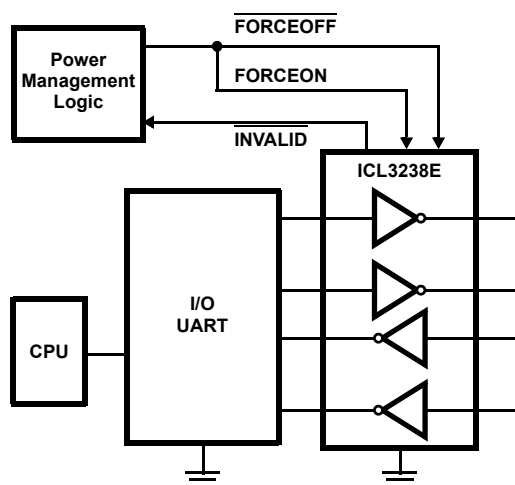 FORCEOFF
Power
Management
Logic
FORCEON
INVALID
ICL3238E
I/O
UART
CPU